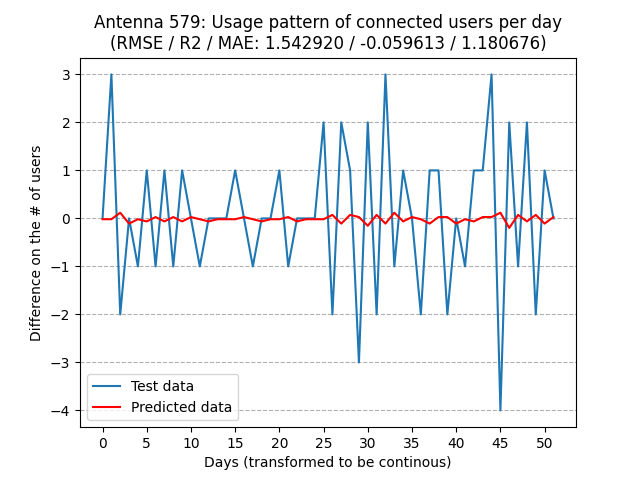 Antenna 579: Usage pattern of connected users per day
(RMSE / R2 / MAE: 1.542920 / -0.059613 / 1.180676)
Difference on the # of users
3
2
1
0
−1
−2
−3
−4
Test data
Predicted data
0 5 10 15 20 25 30 35 40 45 50
Days (transformed to be continous)